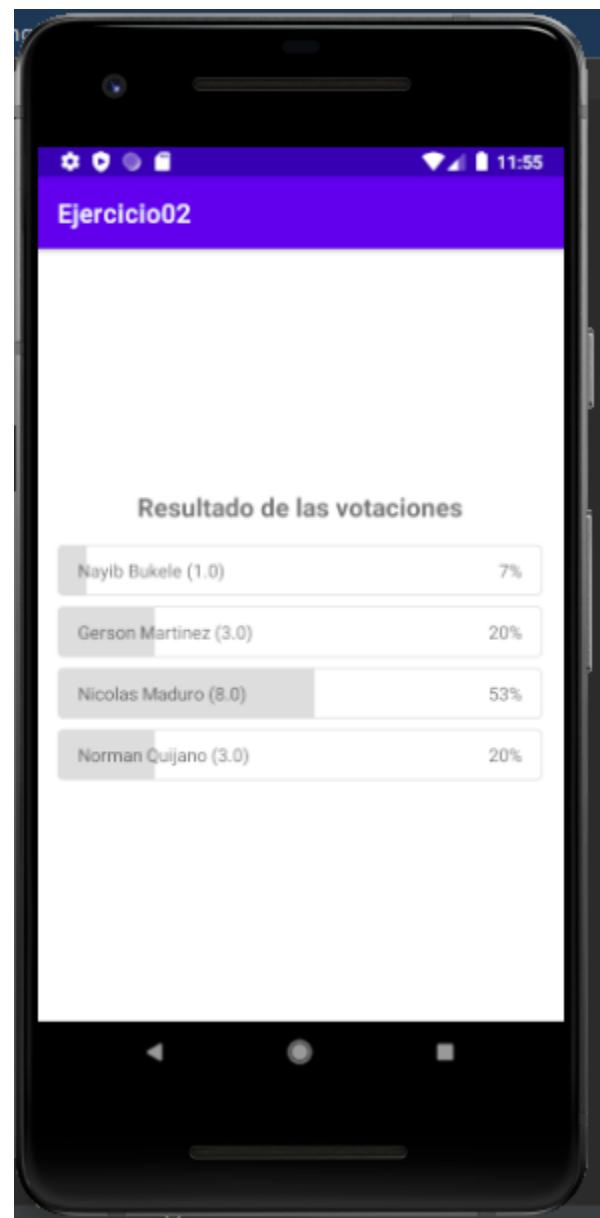 11:55
Ejercicio02
Resultado de las votaciones
Nayib Bukele (1.0) 7%
Gerson Martinez (3.0) 20%
Nicolas Maduro (8.0) 53%
Norman Quijano (3.0) 20%